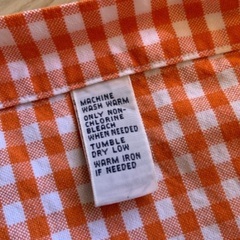 MACHINE
WASH WARM
ONLY NON-
CHLORINE
BLEACH
WHEN NEEDED
TUMBLE
DRY LOW
WARM IRON
IF NEEDED